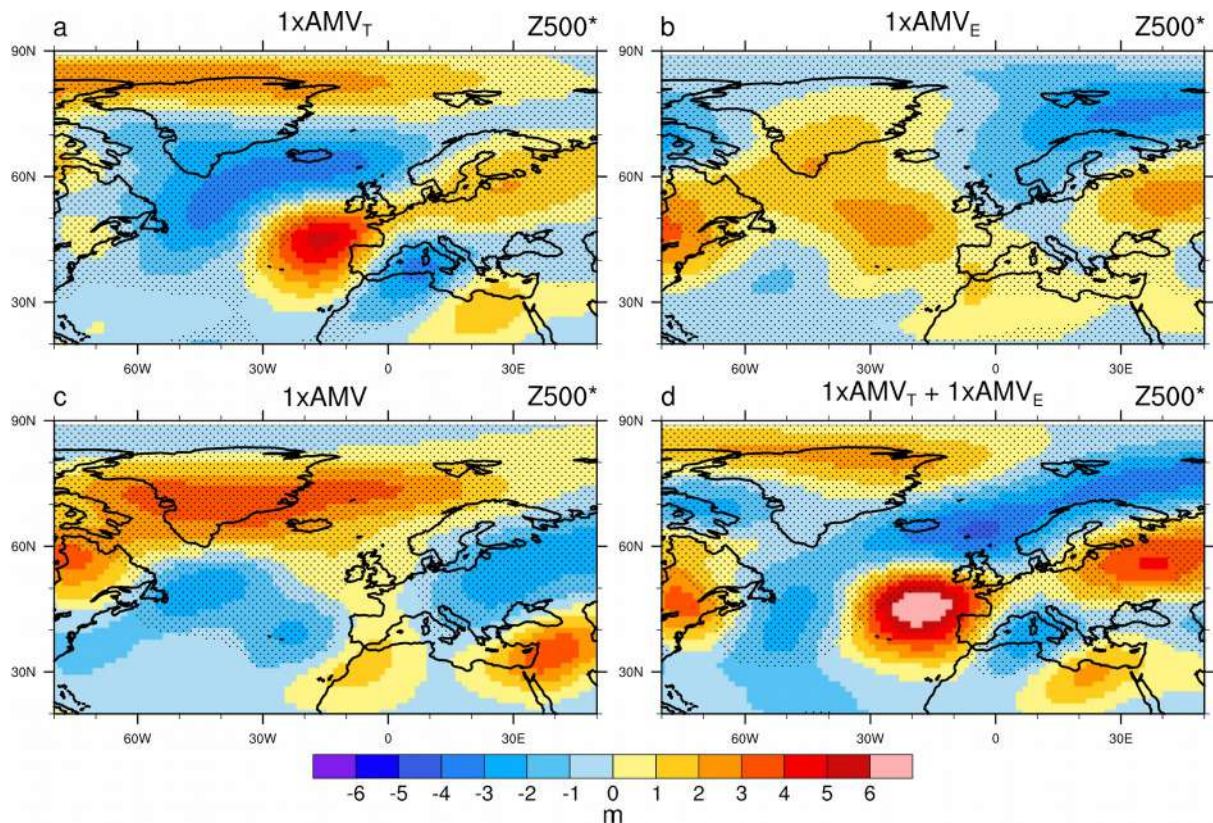 a 1xAMV_T Z500*
b 1xAMV_E Z500*
90N
60N
30N
60W 30W 0 30E
90N
60N
30N
60W 30W 0 30E
c 1xAMV Z500*
d 1xAMV_T + 1xAMV_E Z500*
90N
60N
30N
60W 30W 0 30E
90N
60N
30N
60W 30W 0 30E
-6 -5 -4 -3 -2 -1 0 1 2 3 4 5 6
m